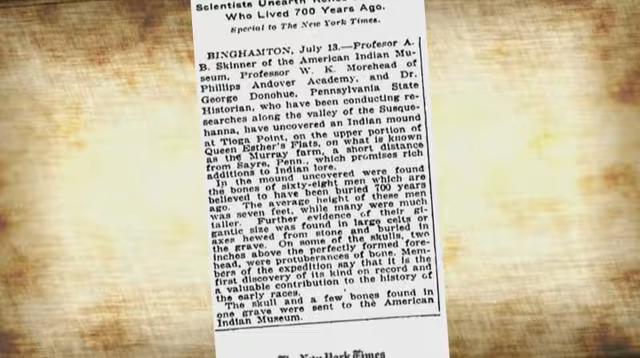 Scientists Unearth
Who Lived 700 Years Ago.
Special to The New York Times.
BINGHAMTON, July 13.—Profesor A.
B. Skinner of the American Indian Mu-
seum, Professor W. K. Morehead of
Phillips Andover Academy, and Dr.
George Donohue, Pennsylvania State
Historian, who have been conducting re-
searches along the valley of the Susque-
hanna, have uncovered an Indian mound
at Tioga Point, on the upper portion of
Queen Esther's Flats, on what is known
as the Murray farm, a short distance
from Sayre, Penn., which promises rich
additions to Indian lore.
In the mound uncovered were found
the bones of sixty-eight men which are
believed to have been buried 700 years
ago. The average height of these men
was seven feet, while many were much
taller. Further evidence of their gi-
gantic size was found in large celts or
axes hewed from stone and buried in
the grave. On some of the skulls, two
inches above the perfectly formed fore-
head, were protuberances of bone. Mem-
bers of the expedition say that it is the
first discovery of its kind on record and
a valuable contribution to the history of
the early races.
The skull and a few bones found in
one grave were sent to the American
Indian Museum.
The New York Times